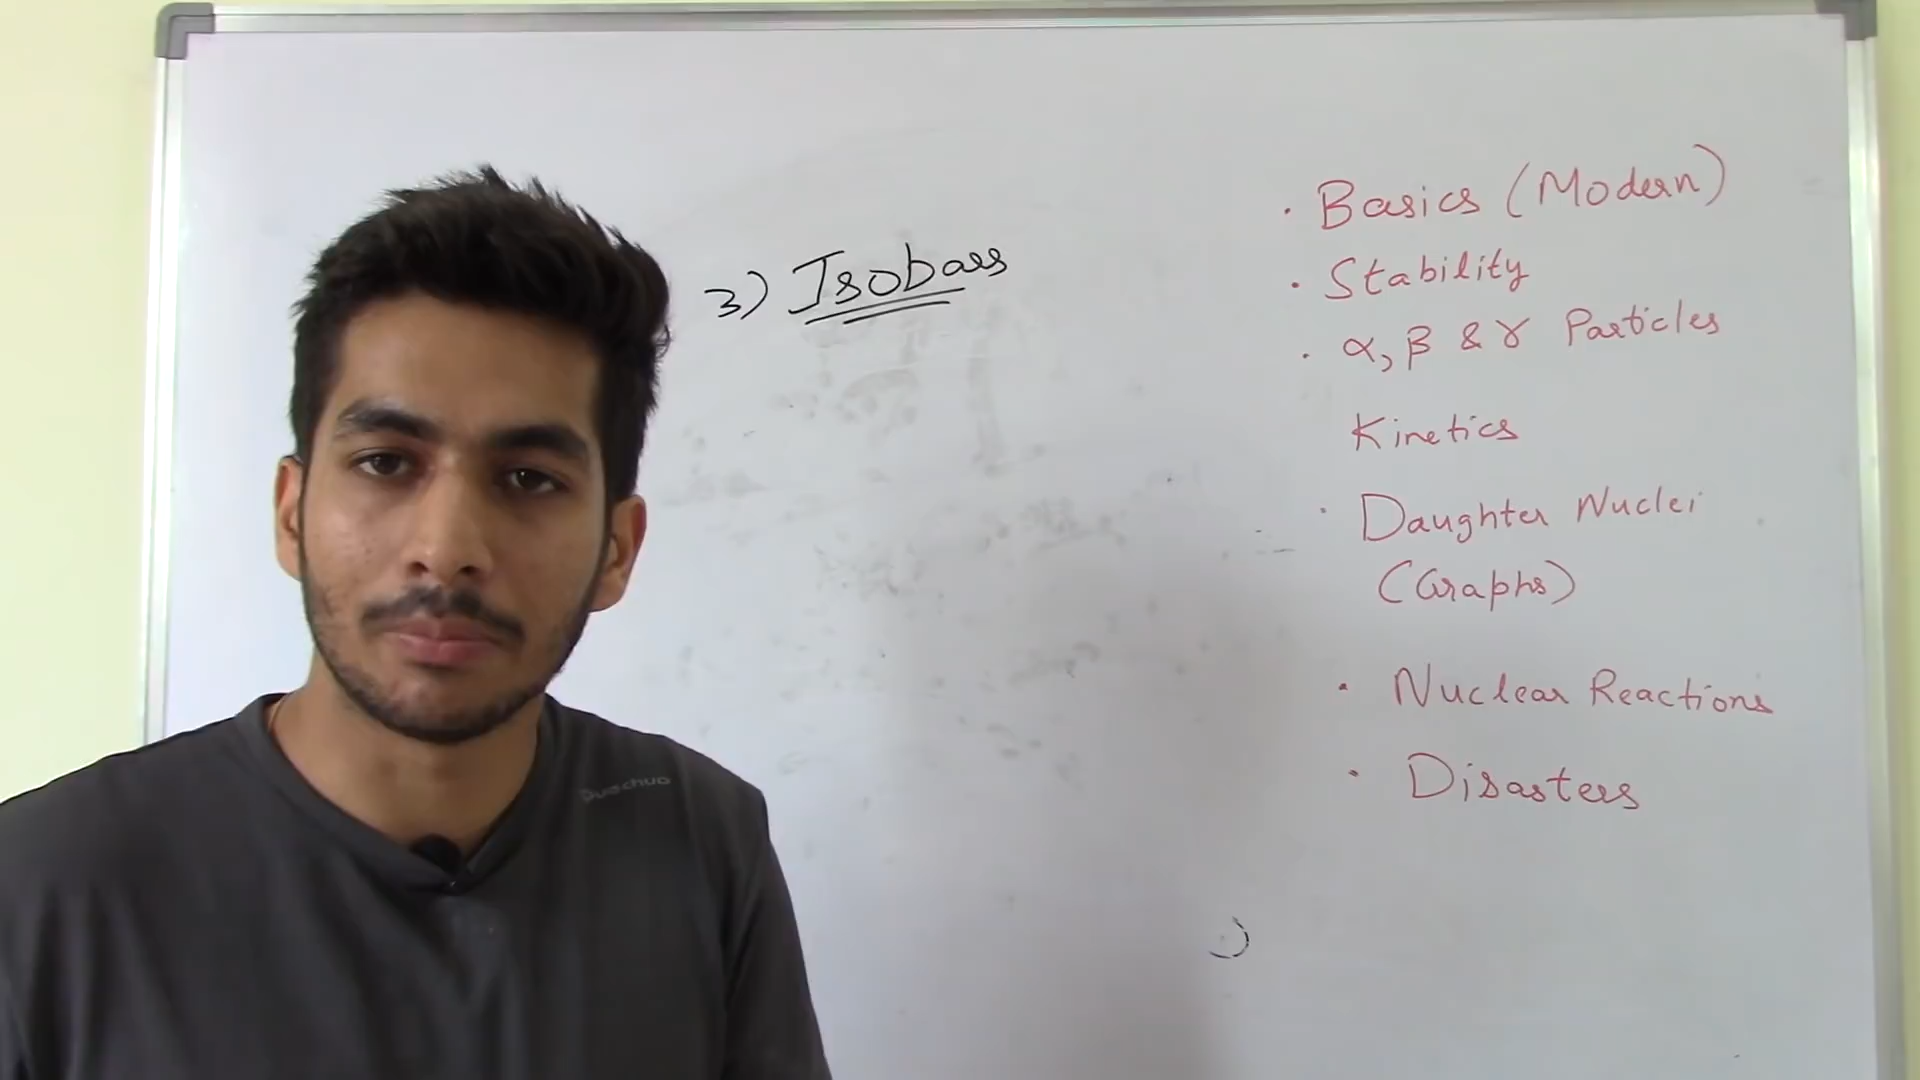 3) Isobars
· Basics (Modern)
· Stability
· α, β & γ Particles
Kinetics
· Daughter Nuclei
(Graphs)
· Nuclear Reactions
· Disasters